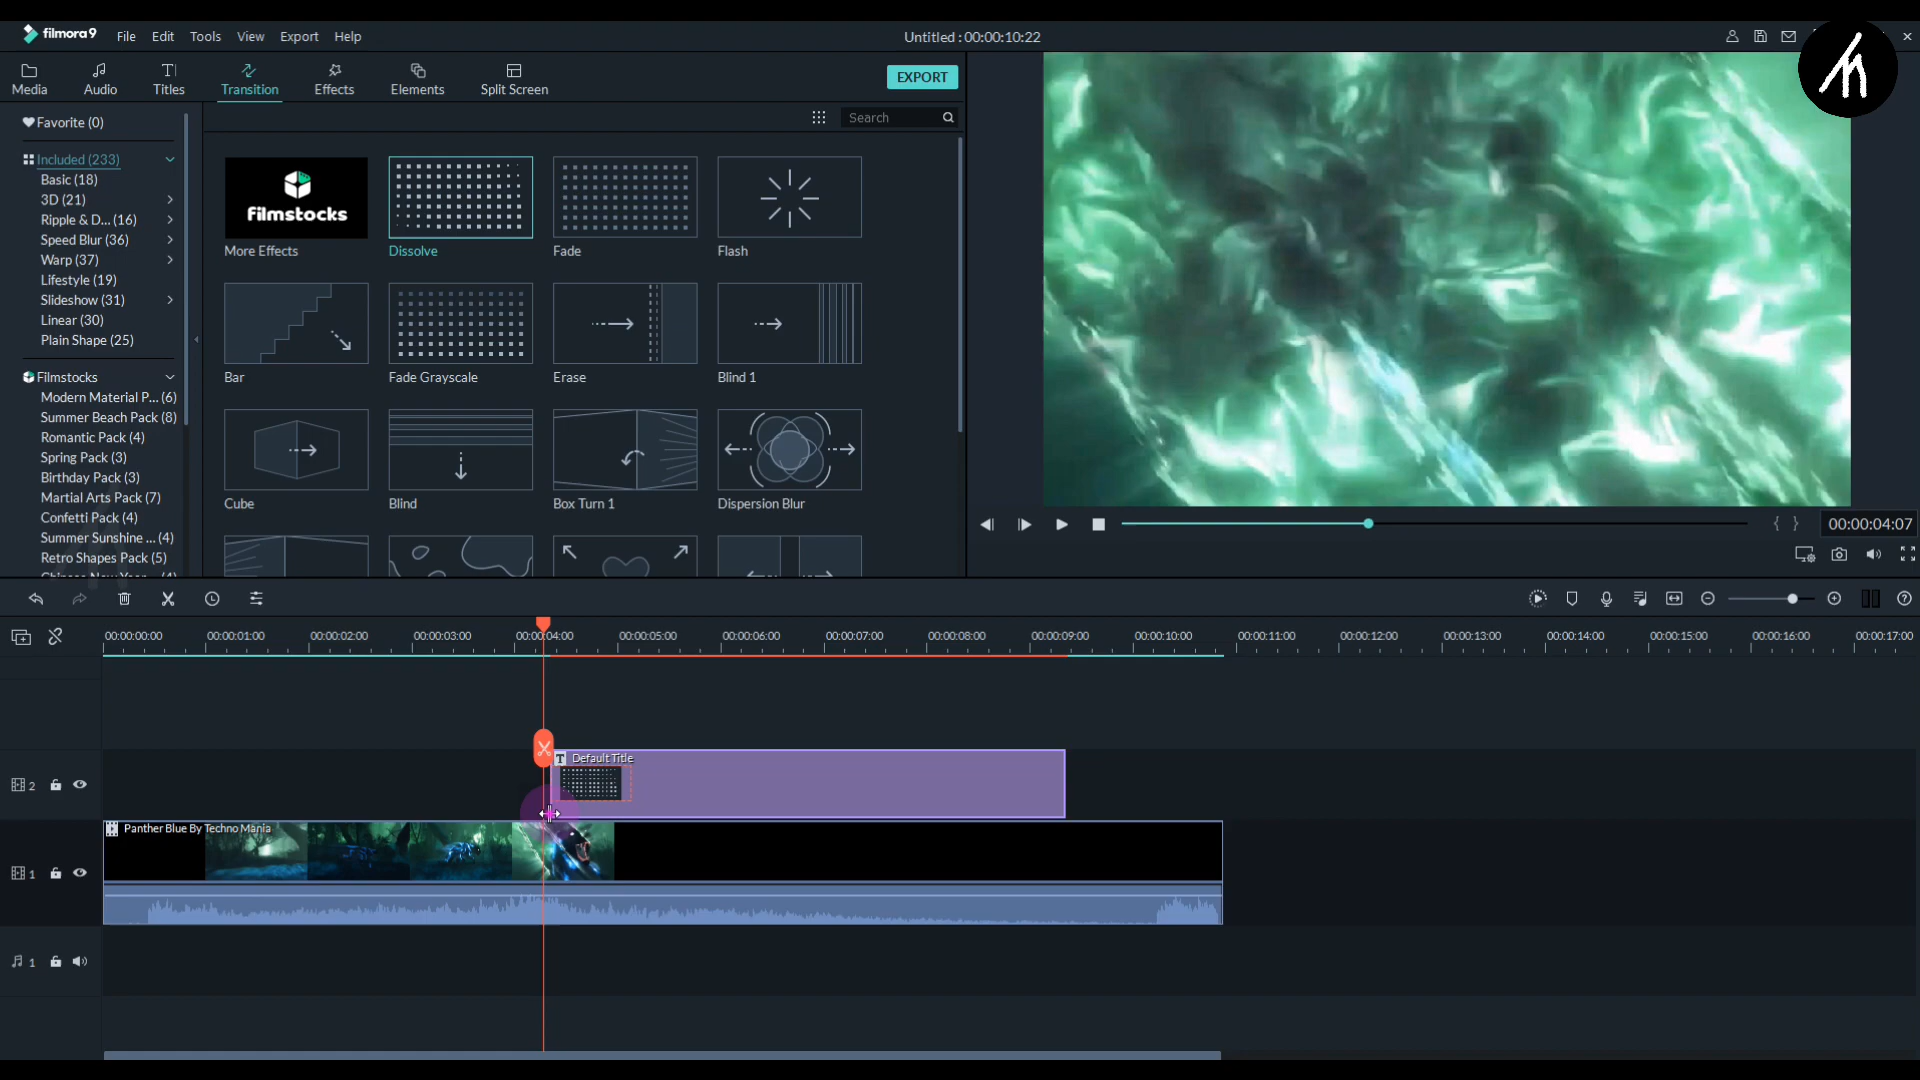 filmora9 File Edit Tools View Export Help Untitled : 00:00:10:22
Media Audio Titles Transition Effects Elements Split Screen EXPORT
Favorite (0) Search
Included (233)
Basic (18)
3D (21)
Ripple & D... (16)
Speed Blur (36)
Warp (37)
Lifestyle (19)
Slideshow (31)
Linear (30)
Plain Shape (25)
Filmstocks
Modern Material P... (6)
Summer Beach Pack (8)
Romantic Pack (4)
Spring Pack (3)
Birthday Pack (3)
Martial Arts Pack (7)
Confetti Pack (4)
Summer Sunshine ... (4)
Retro Shapes Pack (5)
filmstocks
More Effects Dissolve Fade Flash
Bar Fade Grayscale Erase Blind 1
Cube Blind Box Turn 1 Dispersion Blur
00:00:04:07
00:00:00:00 00:00:01:00 00:00:02:00 00:00:03:00 00:00:04:00 00:00:05:00 00:00:06:00 00:00:07:00 00:00:08:00 00:00:09:00 00:00:10:00 00:00:11:00 00:00:12:00 00:00:13:00 00:00:14:00 00:00:15:00 00:00:16:00 00:00:17:00
T Default Title
2
Panther Blue By Techno Mania
1
1